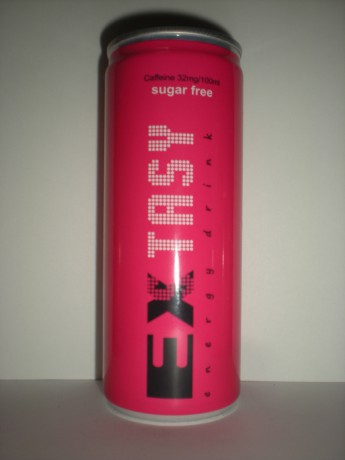 Caffeine 32mg/100ml
sugar free
EXTASY
energy drink